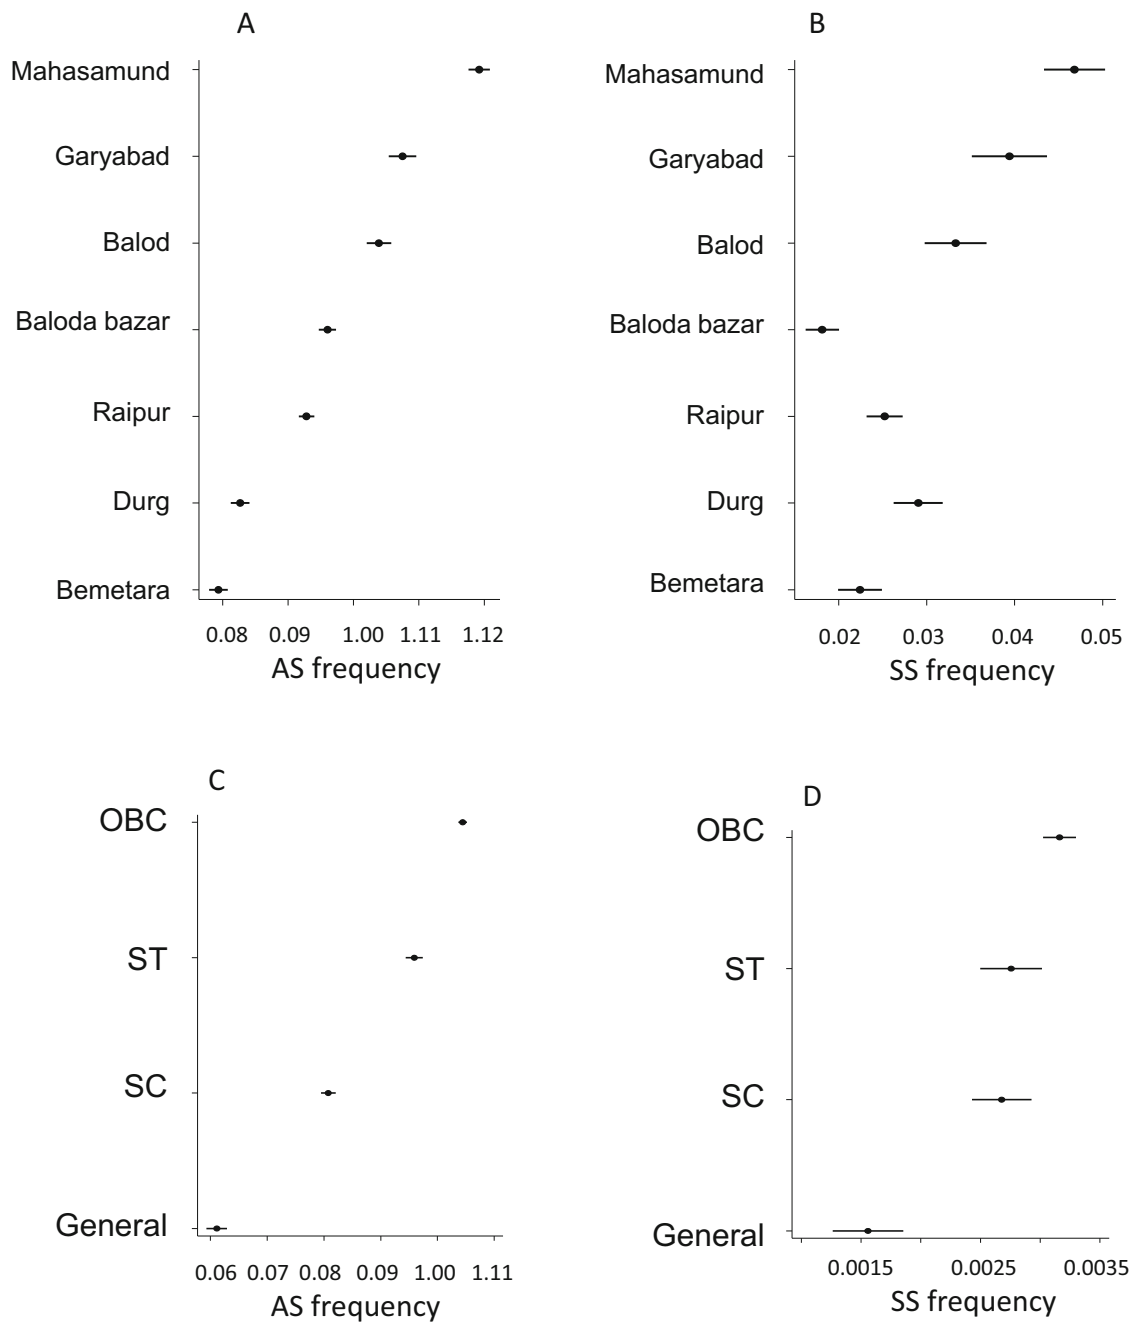 A
Mahasamund
Garyabad
Balod
Baloda bazar
Raipur
Durg
Bemetara
0.08 0.09 1.00 1.11 1.12
AS frequency
B
Mahasamund
Garyabad
Balod
Baloda bazar
Raipur
Durg
Bemetara
0.02 0.03 0.04 0.05
SS frequency
C
OBC
ST
SC
General
0.06 0.07 0.08 0.09 1.00 1.11
AS frequency
D
OBC
ST
SC
General
0.0015 0.0025 0.0035
SS frequency